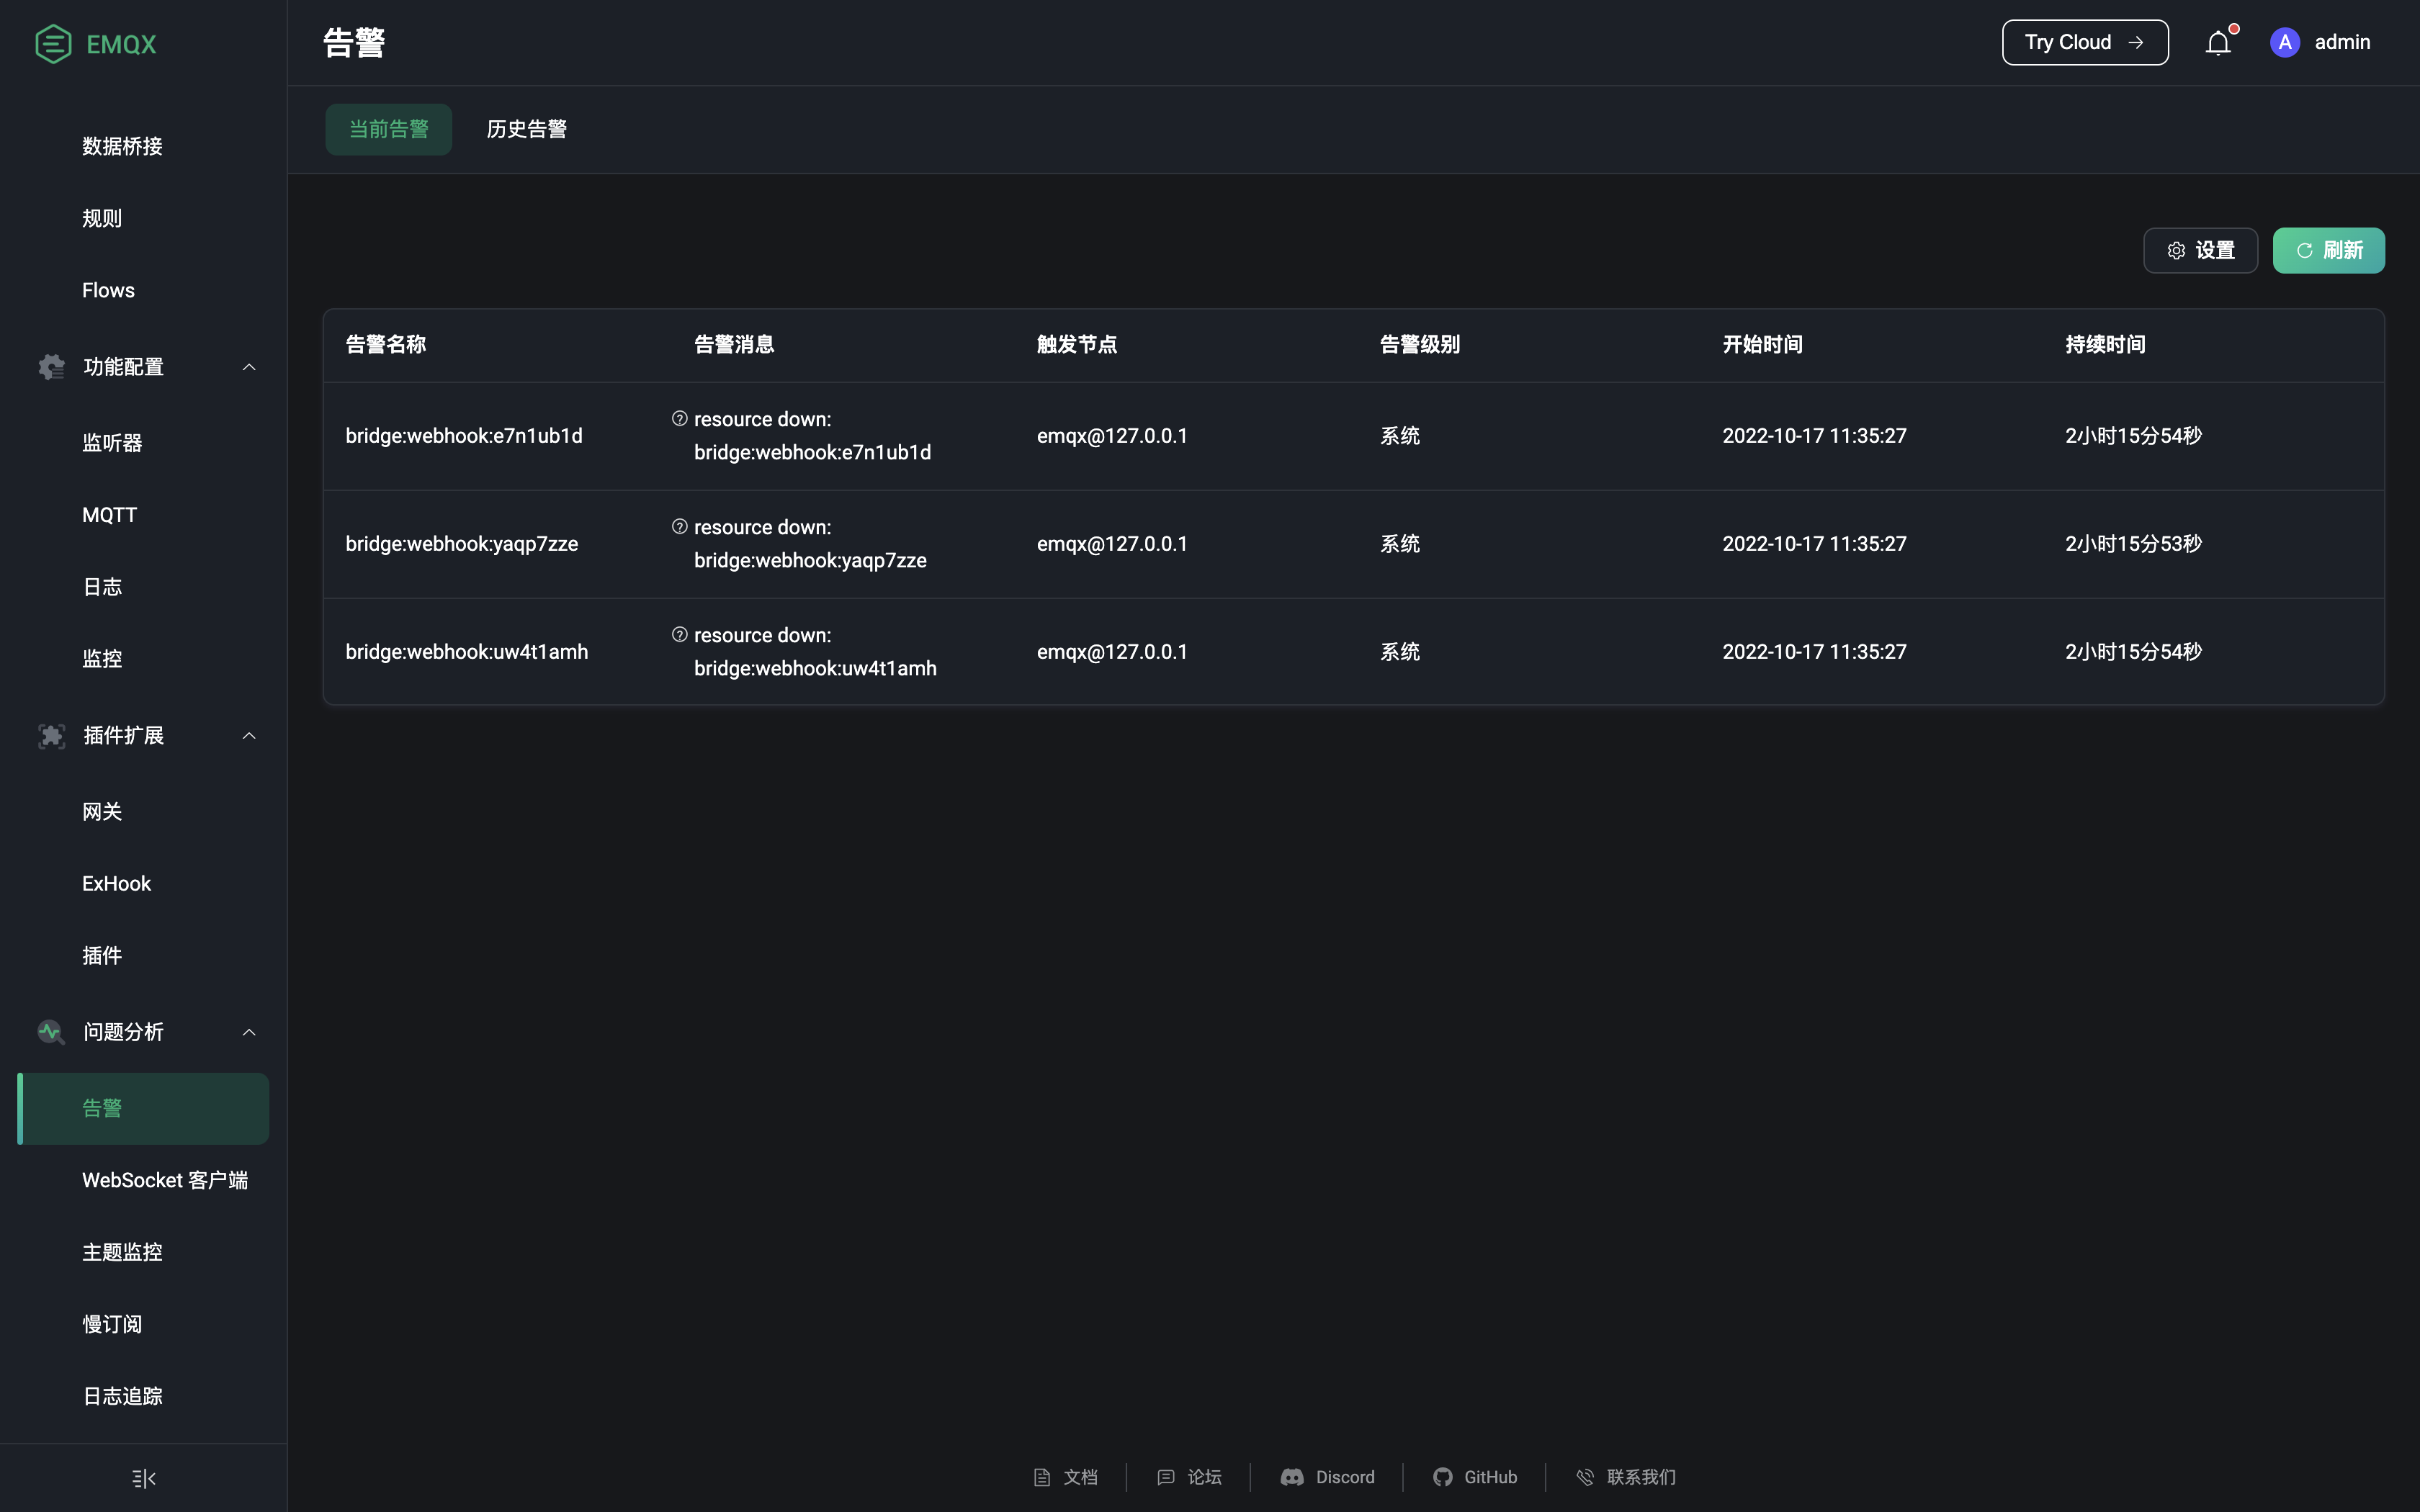 EMQX
数据桥接
规则
Flows
功能配置
监听器
MQTT
日志
监控
插件扩展
网关
ExHook
插件
问题分析
告警
WebSocket 客户端
主题监控
慢订阅
日志追踪
告警
Try Cloud →
A admin
当前告警 历史告警
设置 刷新
告警名称 告警消息 触发节点 告警级别 开始时间 持续时间
bridge:webhook:e7n1ub1d resource down: bridge:webhook:e7n1ub1d emqx@127.0.0.1 系统 2022-10-17 11:35:27 2小时15分54秒
bridge:webhook:yaqp7zze resource down: bridge:webhook:yaqp7zze emqx@127.0.0.1 系统 2022-10-17 11:35:27 2小时15分53秒
bridge:webhook:uw4t1amh resource down: bridge:webhook:uw4t1amh emqx@127.0.0.1 系统 2022-10-17 11:35:27 2小时15分54秒
文档 论坛 Discord GitHub 联系我们